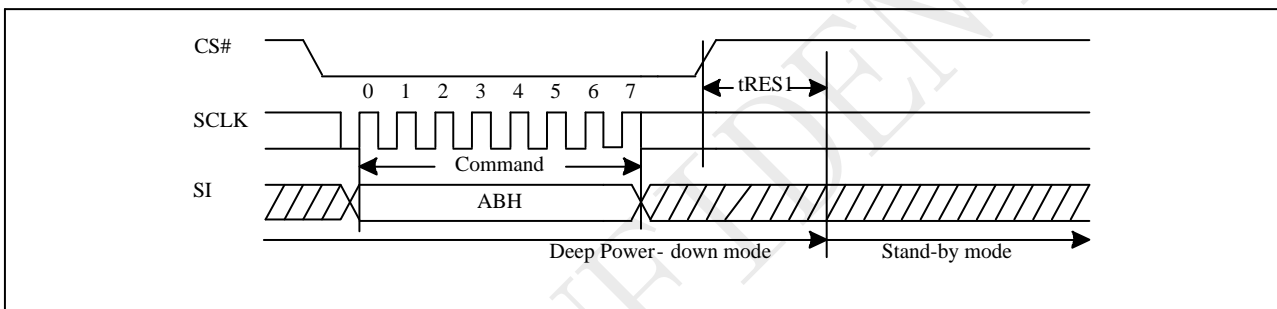 CS#
tRES1
0 1 2 3 4 5 6 7
SCLK
Command
SI
ABH
Deep Power- down mode
Stand-by mode